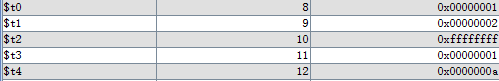 $t0 8 0x00000001
$t1 9 0x00000002
$t2 10 0xffffffff
$t3 11 0x00000001
$t4 12 0x0000000a